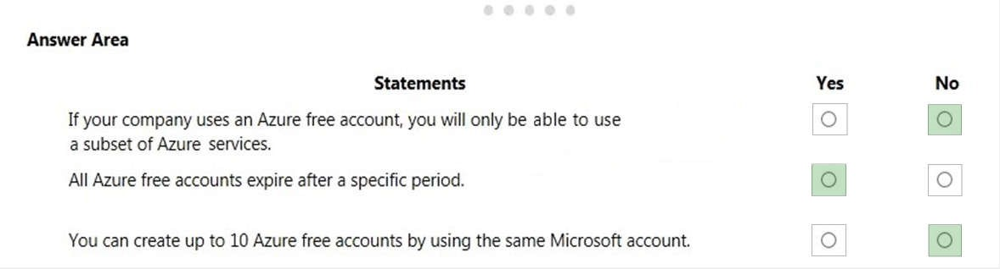 Answer Area
Statements Yes No
If your company uses an Azure free account, you will only be able to use
a subset of Azure services.
All Azure free accounts expire after a specific period.
You can create up to 10 Azure free accounts by using the same Microsoft account.